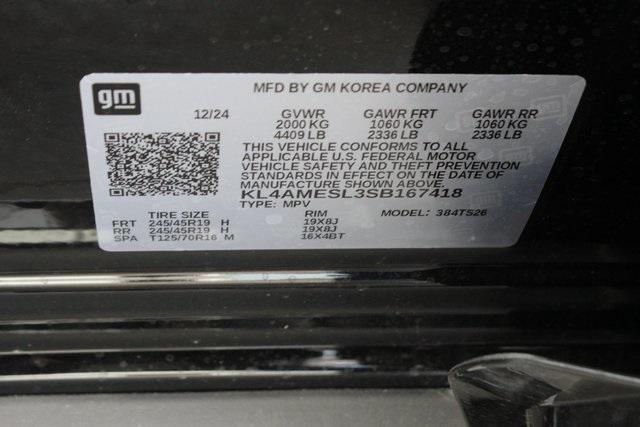 gm
MFD BY GM KOREA COMPANY
12/24 GVWR GAWR FRT GAWR RR
2000 KG 1060 KG 1060 KG
4409 LB 2336 LB 2336 LB
THIS VEHICLE CONFORMS TO ALL
APPLICABLE U.S. FEDERAL MOTOR
VEHICLE SAFETY AND THEFT PREVENTION
STANDARDS IN EFFECT ON THE DATE OF
MANUFACTURE SHOWN ABOVE.
KL4AMESL3SB167418
TYPE: MPV MODEL: 384TS26
TIRE SIZE RIM
FRT 245/45R19 H 19X8J
RR 245/45R19 H 19X8J
SPA T125/70R16 M 16X4BT